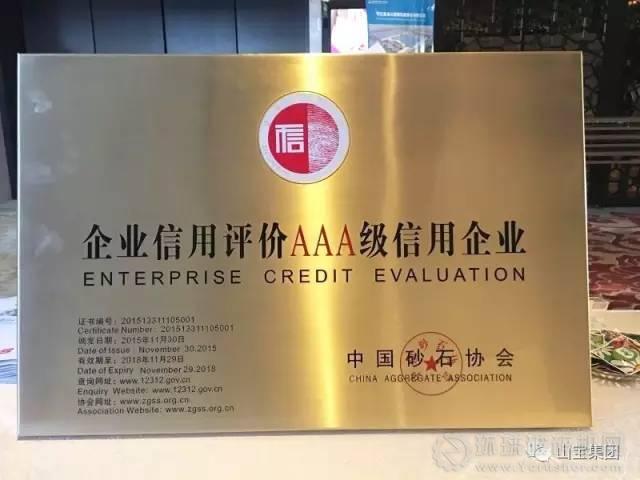 信
企业信用评价AAA级信用企业
ENTERPRISE CREDIT EVALUATION
证书编号：201513311105001
Certificate Number：201513311105001
颁发日期：2015年11月30日
Date of Issue：November 30.2015
有效期至：2018年11月29日
Date of Expiry：November 29.2018
查询网址：www.12312.gov.cn
Enquiry Website：www.12312.gov.cn
协会网址：www.zgss.org.cn
Association Website：www.zgss.org.cn
中国砂石协会
CHINA AGGREGATE ASSOCIATION
山宝集团